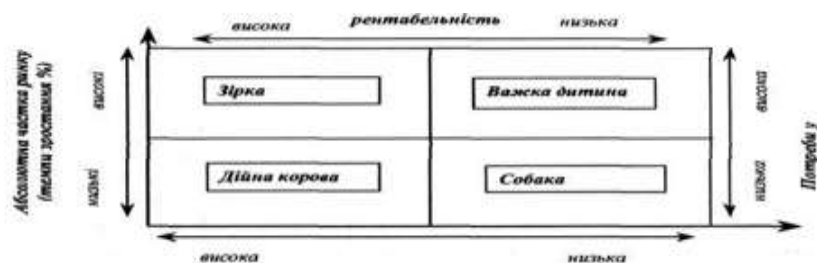 рентабельність
висока
низька
Абсолютна частка ринку
(темпи зростання %)
високі
низькі
Зірка
Важка дитина
Дійна корова
Собака
висока
низька
Потреби у
висока
низька